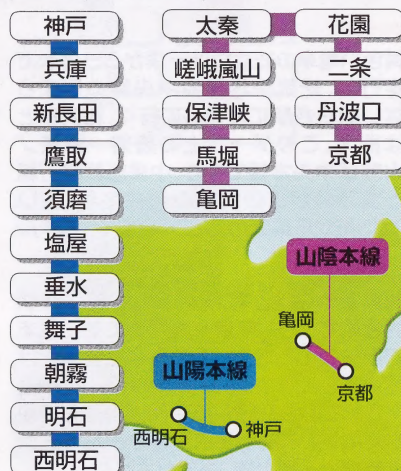 神戸
兵庫
新長田
鷹取
須磨
塩屋
垂水
舞子
朝霧
明石
西明石
太秦
嵯峨嵐山
保津峡
馬堀
亀岡
花園
二条
丹波口
京都
山陰本線
亀岡
京都
山陽本線
西明石
神戸